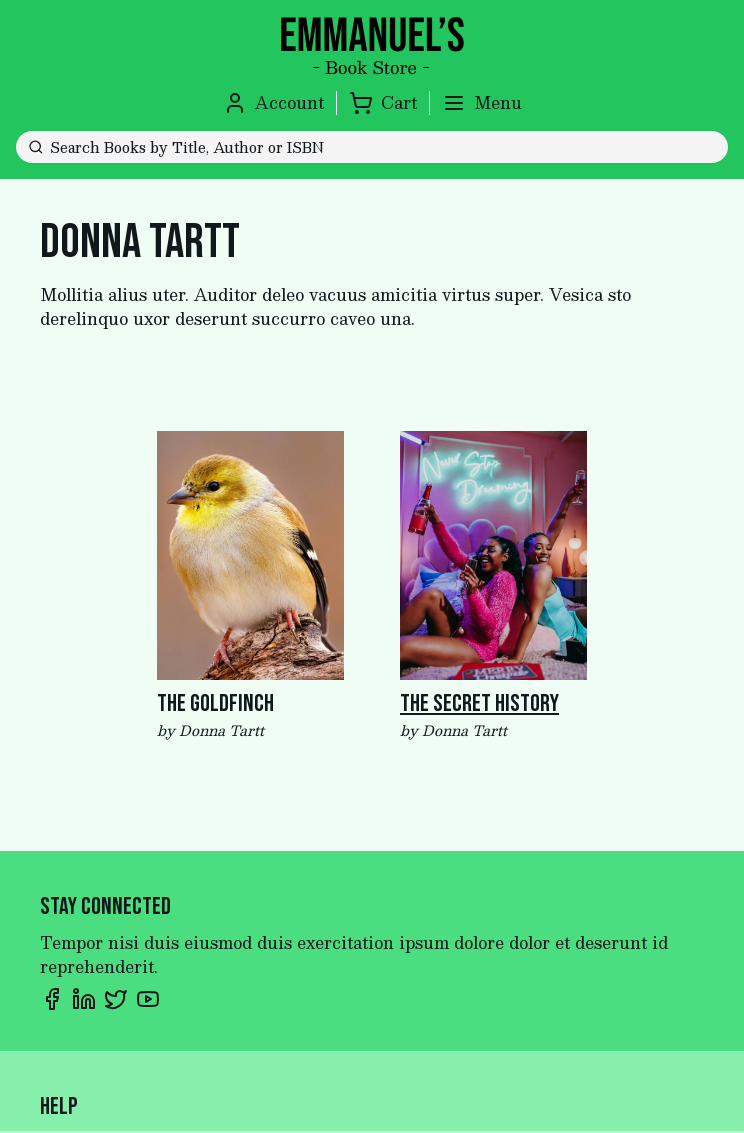 EMMANUEL’S
- Book Store -
Account
Cart
Menu
Search Books by Title, Author or ISBN
DONNA TARTT
Mollitia alius uter. Auditor deleo vacuus amicitia virtus super. Vesica sto
derelinquo uxor deserunt succurro caveo una.
Never Stop
Dreaming
THE GOLDFINCH
by Donna Tartt
THE SECRET HISTORY
by Donna Tartt
STAY CONNECTED
Tempor nisi duis eiusmod duis exercitation ipsum dolore dolor et deserunt id
reprehenderit.
HELP